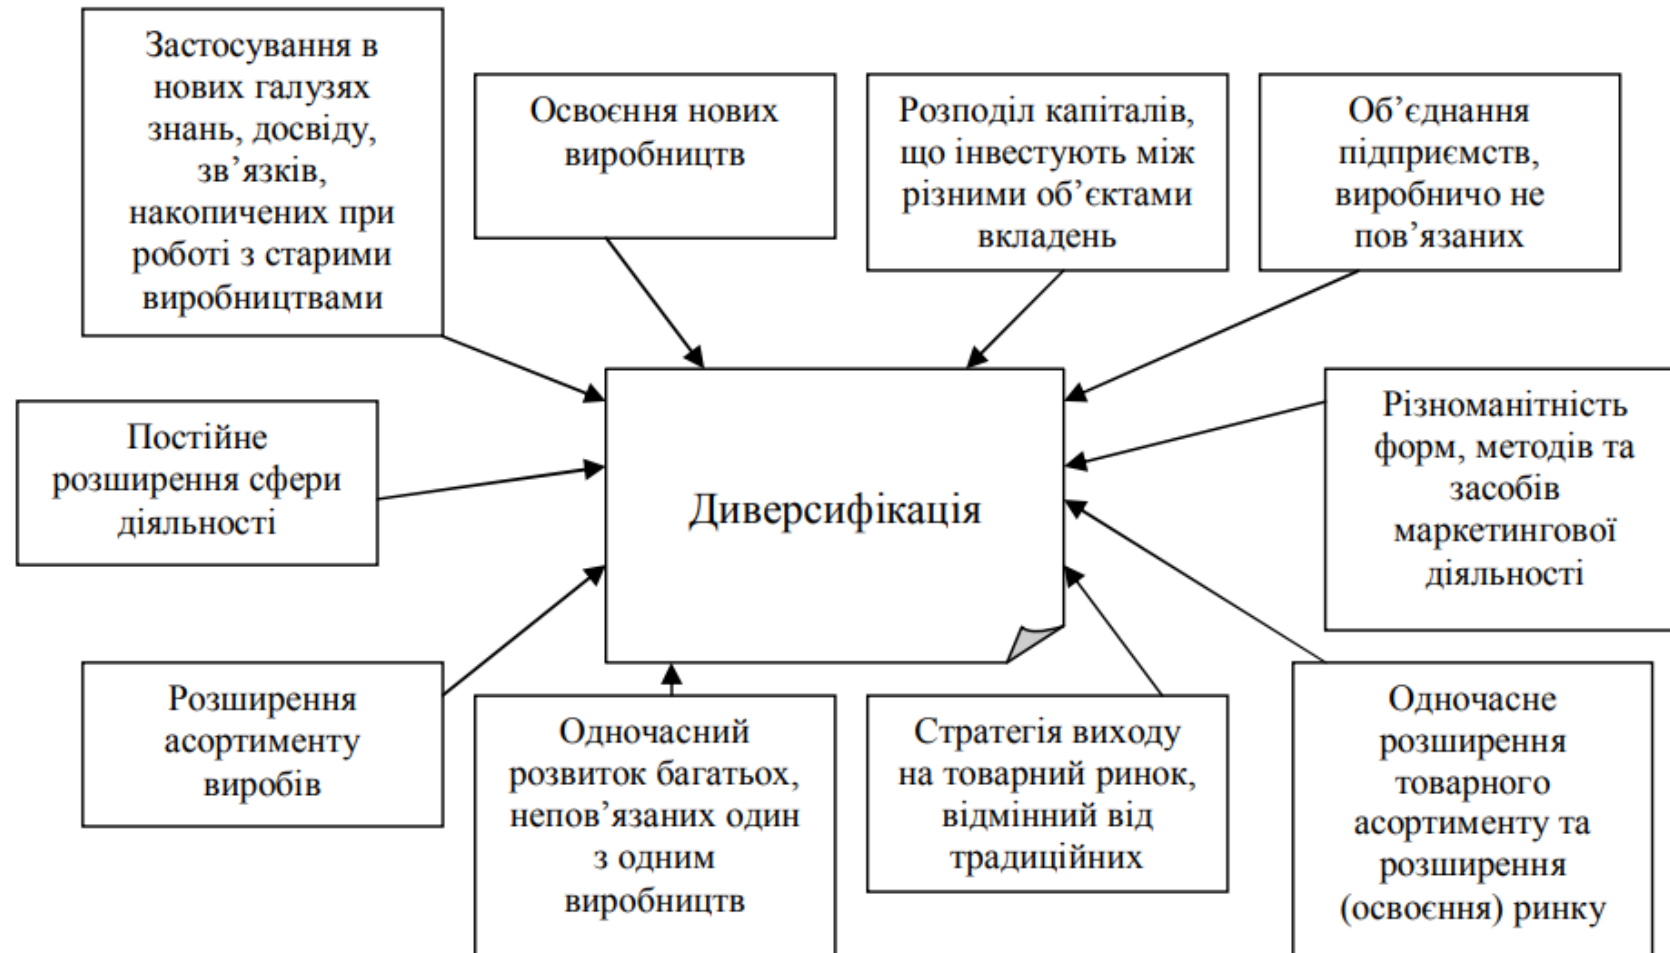 Застосування в
нових галузях
знань, досвіду,
зв’язків,
накопичених при
роботі з старими
виробництвами
Освоєння нових
виробництв
Розподіл капіталів,
що інвестують між
різними об’єктами
вкладень
Об’єднання
підприємств,
виробничо не
пов’язаних
Постійне
розширення сфери
діяльності
Диверсифікація
Різноманітність
форм, методів та
засобів
маркетингової
діяльності
Розширення
асортименту
виробів
Одночасний
розвиток багатьох,
непов’язаних один
з одним
виробництв
Стратегія виходу
на товарний ринок,
відмінний від
традиційних
Одночасне
розширення
товарного
асортименту та
розширення
(освоєння) ринку